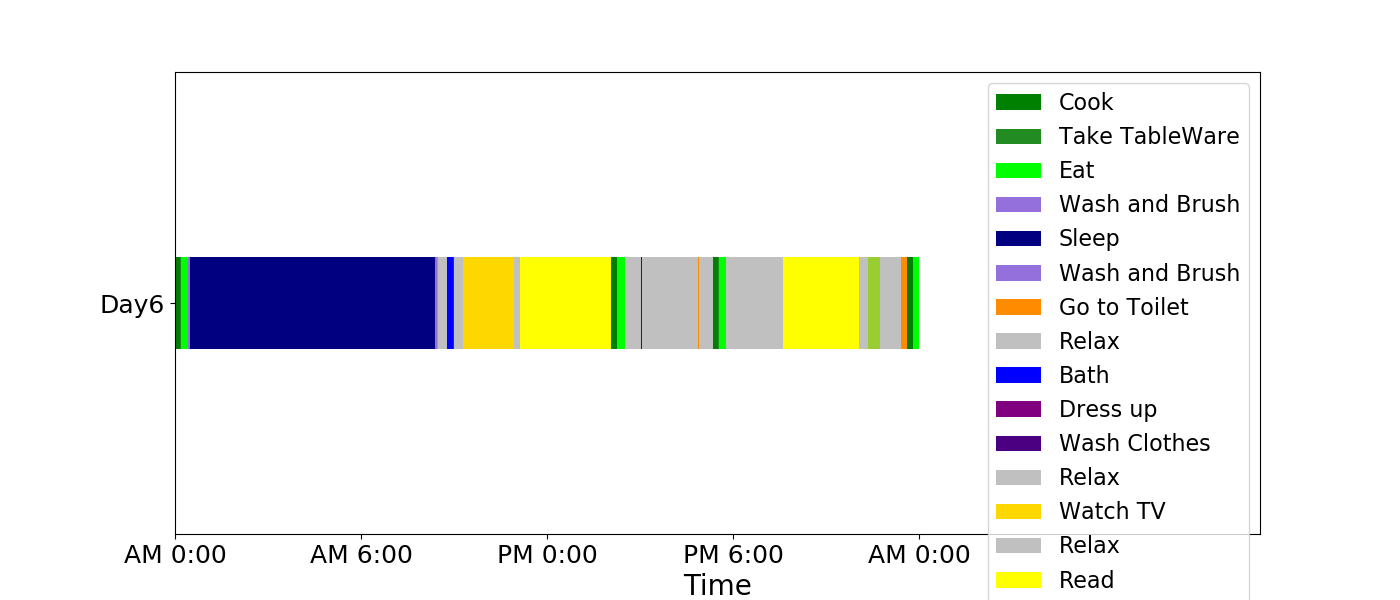 Cook
Take TableWare
Eat
Wash and Brush
Sleep
Wash and Brush
Go to Toilet
Relax
Bath
Dress up
Wash Clothes
Relax
Watch TV
Relax
Read
Day6
AM 0:00 AM 6:00 PM 0:00 PM 6:00 AM 0:00
Time